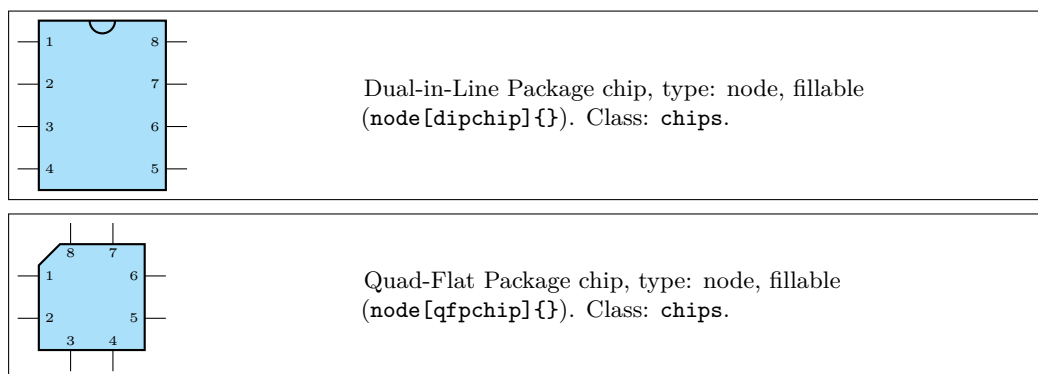 1 8
2 7
3 6
4 5
Dual-in-Line Package chip, type: node, fillable
(node[dipchip]{}). Class: chips.
8 7
1 6
2 5
3 4
Quad-Flat Package chip, type: node, fillable
(node[qfpchip]{}). Class: chips.